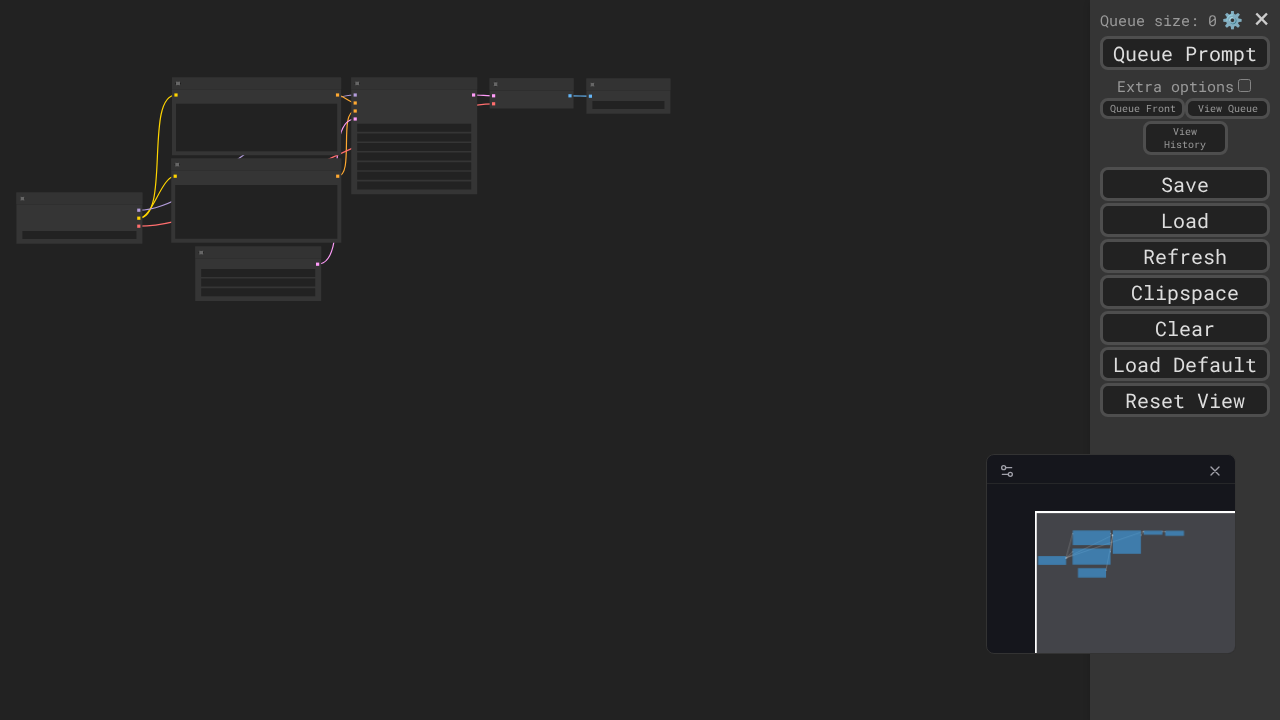 Queue size: 0
Queue Prompt
Extra options
Queue Front
View Queue
View
History
Save
Load
Refresh
Clipspace
Clear
Load Default
Reset View